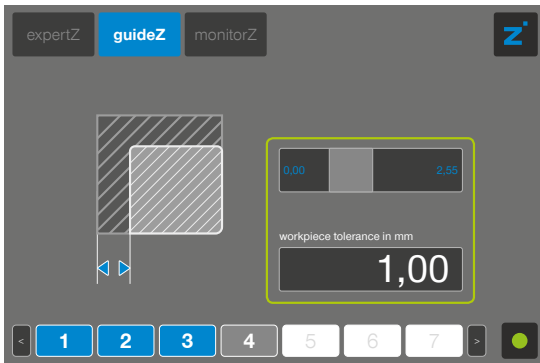 expertZ guideZ monitorZ Z
0,00 2,55
workpiece tolerance in mm
1,00
< 1 2 3 4 5 6 7 >